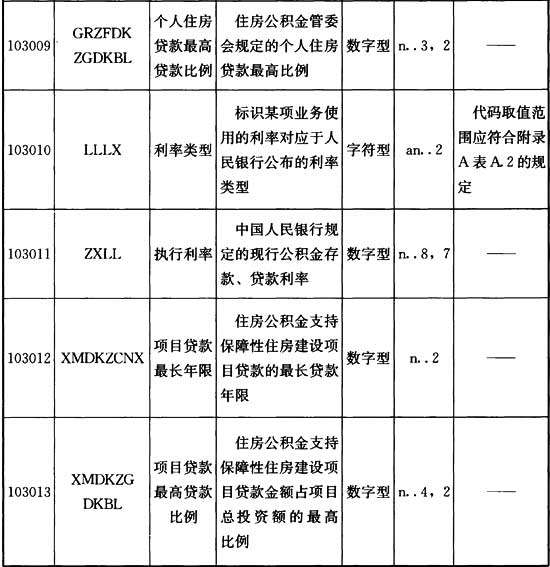 103009
GRZFDK
ZGDKBL
个人住房
贷款最高
贷款比例
住房公积金管委
会规定的个人住房
贷款最高比例
数字型
n..3，2
——
103010
LLLX
利率类型
标识某项业务使
用的利率对应于人
民银行公布的利率
类型
字符型
an..2
代码取值范
围应符合附录
A 表 A.2 的规
定
103011
ZXLL
执行利率
中国人民银行规
定的现行公积金存
款、贷款利率
数字型
n..8，7
——
103012
XMDKZCNX
项目贷款
最长年限
住房公积金支持
保障性住房建设项
目贷款的最长贷款
年限
数字型
n..2
——
103013
XMDKZG
DKBL
项目贷款
最高贷款
比例
住房公积金支持
保障性住房建设项
目贷款金额占项目
总投资额的最高
比例
数字型
n..4，2
——